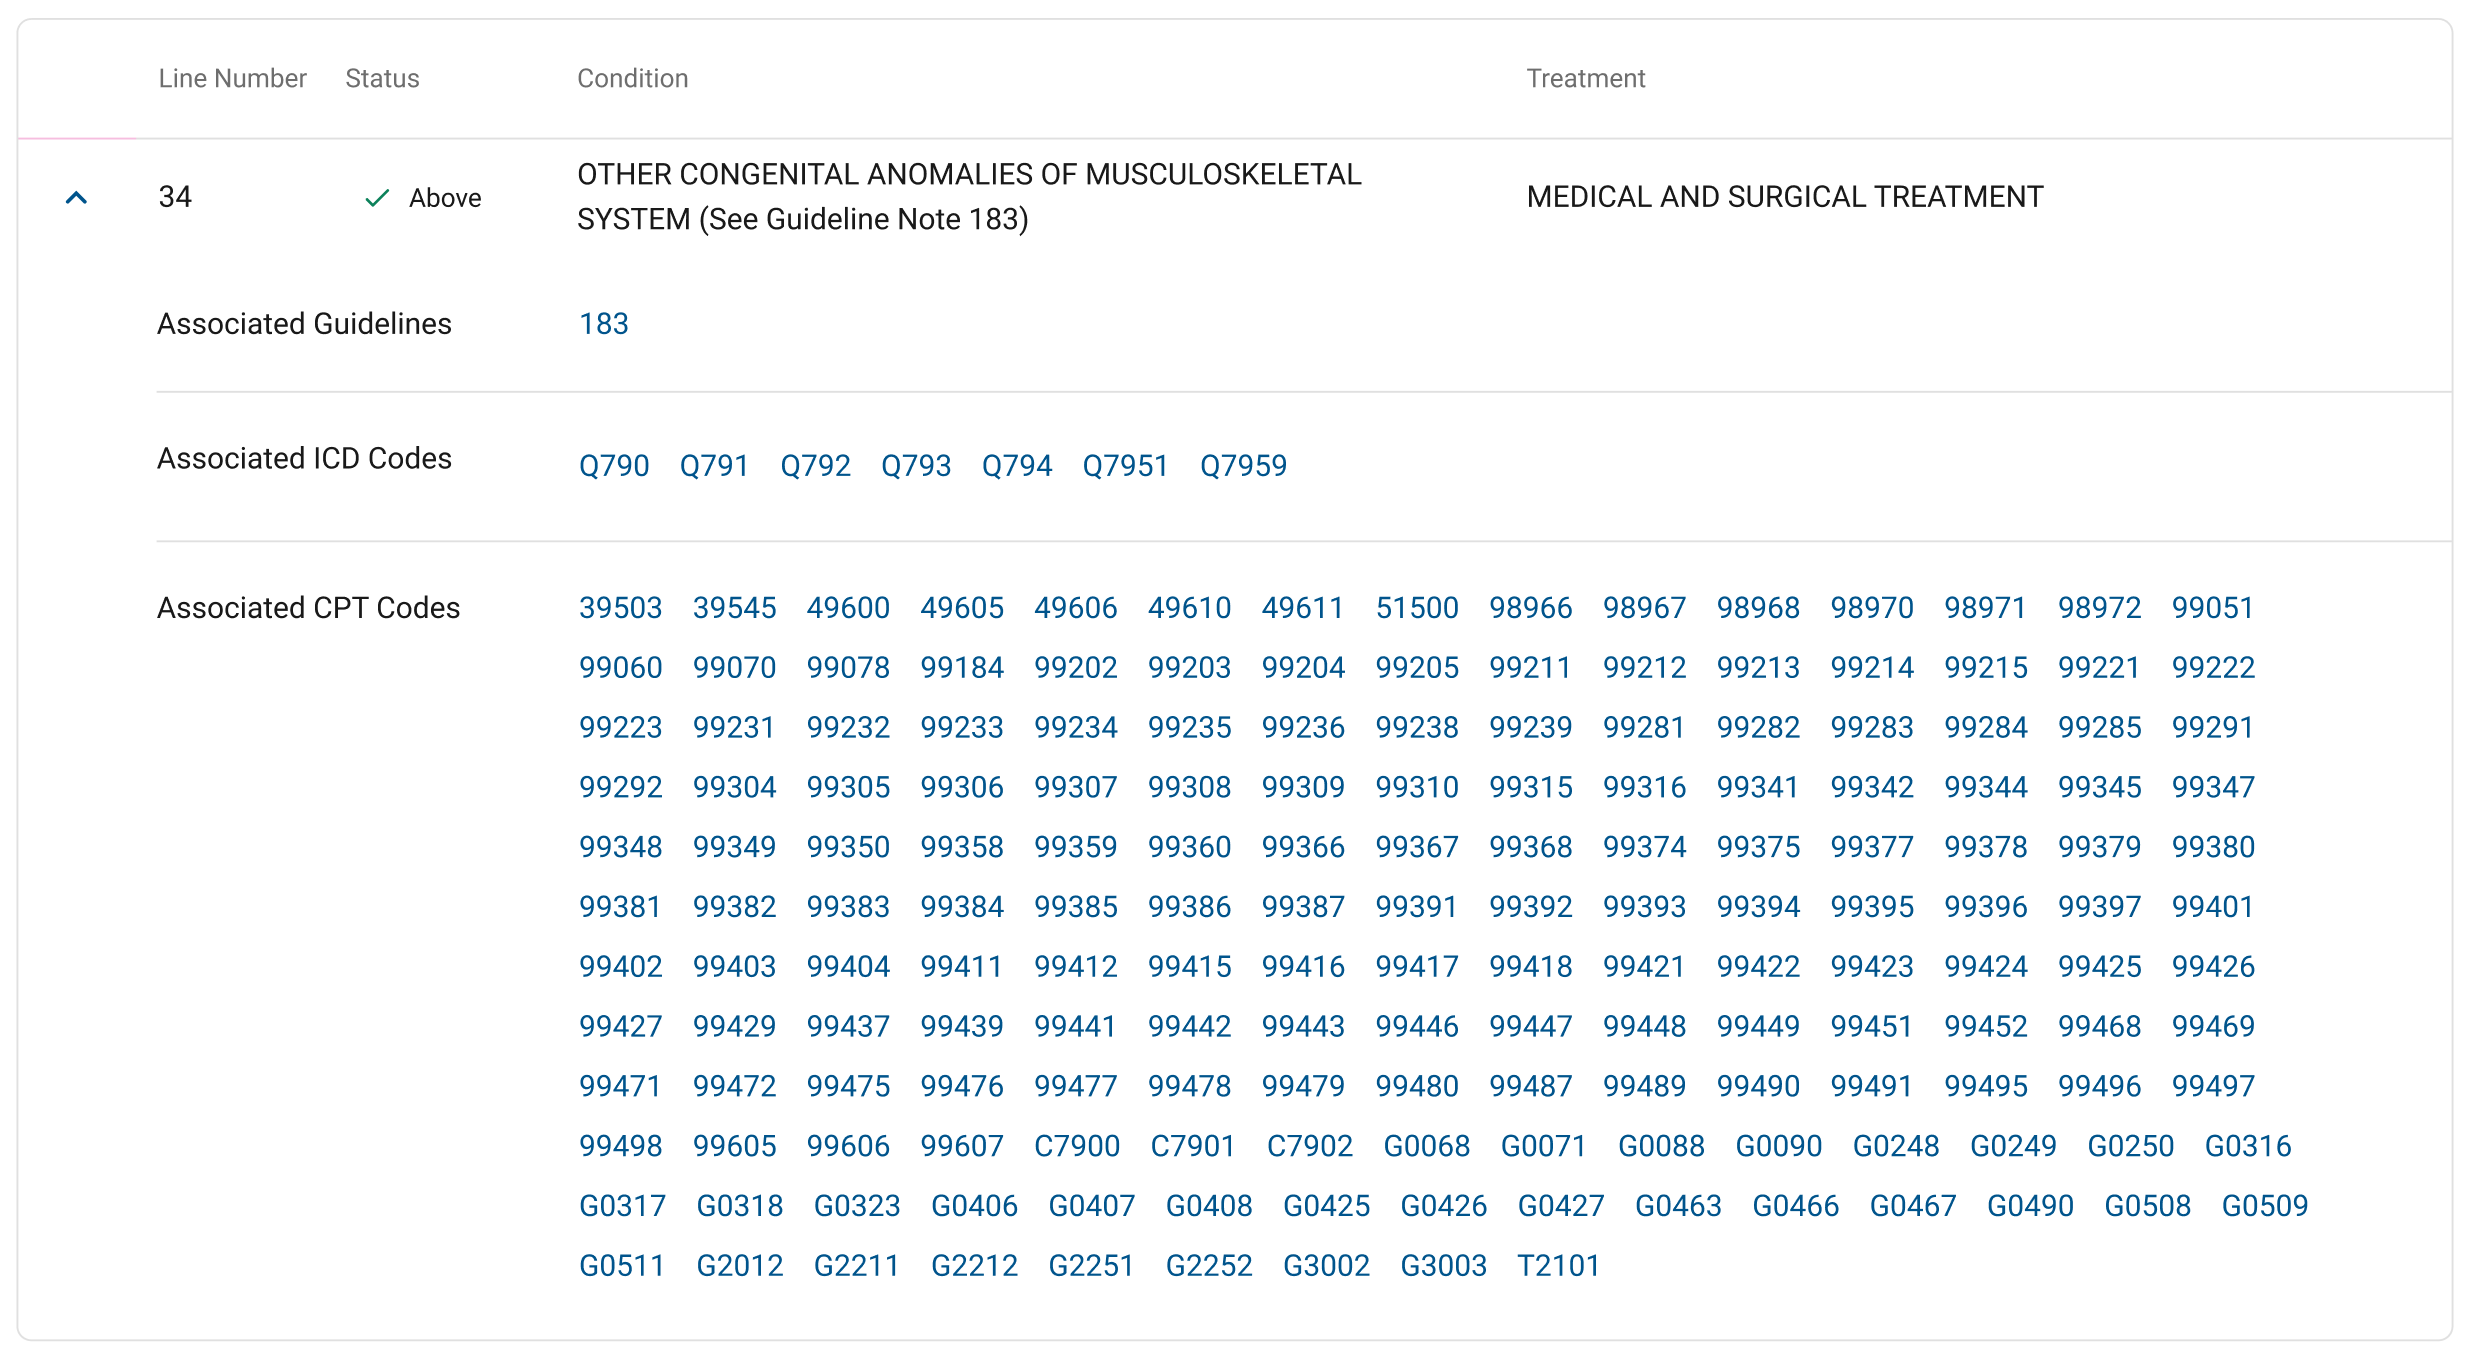 Line Number Status Condition Treatment
34 Above OTHER CONGENITAL ANOMALIES OF MUSCULOSKELETAL
SYSTEM (See Guideline Note 183) MEDICAL AND SURGICAL TREATMENT
Associated Guidelines 183
Associated ICD Codes Q790 Q791 Q792 Q793 Q794 Q7951 Q7959
Associated CPT Codes 39503 39545 49600 49605 49606 49610 49611 51500 98966 98967 98968 98970 98971 98972 99051
99060 99070 99078 99184 99202 99203 99204 99205 99211 99212 99213 99214 99215 99221 99222
99223 99231 99232 99233 99234 99235 99236 99238 99239 99281 99282 99283 99284 99285 99291
99292 99304 99305 99306 99307 99308 99309 99310 99315 99316 99341 99342 99344 99345 99347
99348 99349 99350 99358 99359 99360 99366 99367 99368 99374 99375 99377 99378 99379 99380
99381 99382 99383 99384 99385 99386 99387 99391 99392 99393 99394 99395 99396 99397 99401
99402 99403 99404 99411 99412 99415 99416 99417 99418 99421 99422 99423 99424 99425 99426
99427 99429 99437 99439 99441 99442 99443 99446 99447 99448 99449 99451 99452 99468 99469
99471 99472 99475 99476 99477 99478 99479 99480 99487 99489 99490 99491 99495 99496 99497
99498 99605 99606 99607 C7900 C7901 C7902 G0068 G0071 G0088 G0090 G0248 G0249 G0250 G0316
G0317 G0318 G0323 G0406 G0407 G0408 G0425 G0426 G0427 G0463 G0466 G0467 G0490 G0508 G0509
G0511 G2012 G2211 G2212 G2251 G2252 G3002 G3003 T2101